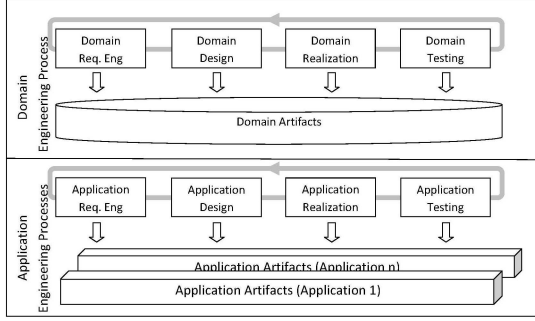 Domain
Engineering Process
Domain
Req. Eng
Domain
Design
Domain
Realization
Domain
Testing
Domain Artifacts
Application
Engineering Processes
Application
Req. Eng
Application
Design
Application
Realization
Application
Testing
Application Artifacts (Application n)
Application Artifacts (Application 1)